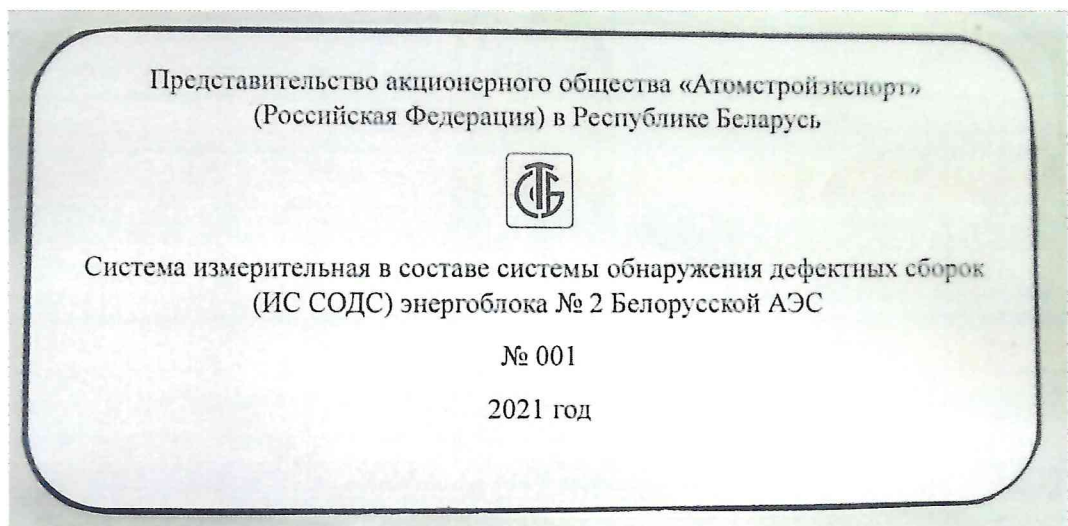 Представительство акционерного общества «Атомстройэкспорт»
(Российская Федерация) в Республике Беларусь
СТБ
Система измерительная в составе системы обнаружения дефектных сборок
(ИС СОДС) энергоблока № 2 Белорусской АЭС
№ 001
2021 год